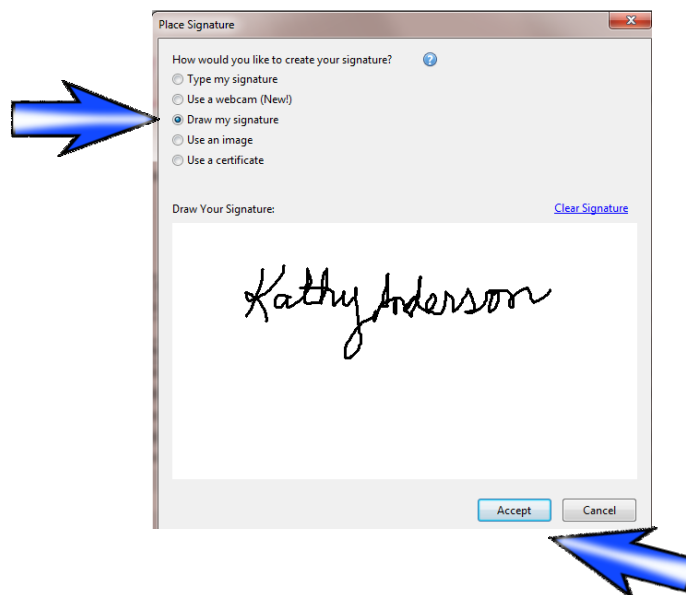 Place Signature
How would you like to create your signature?
Type my signature
Use a webcam (New!)
Draw my signature
Use an image
Use a certificate
Draw Your Signature: Clear Signature
Kathy Anderson
Accept Cancel